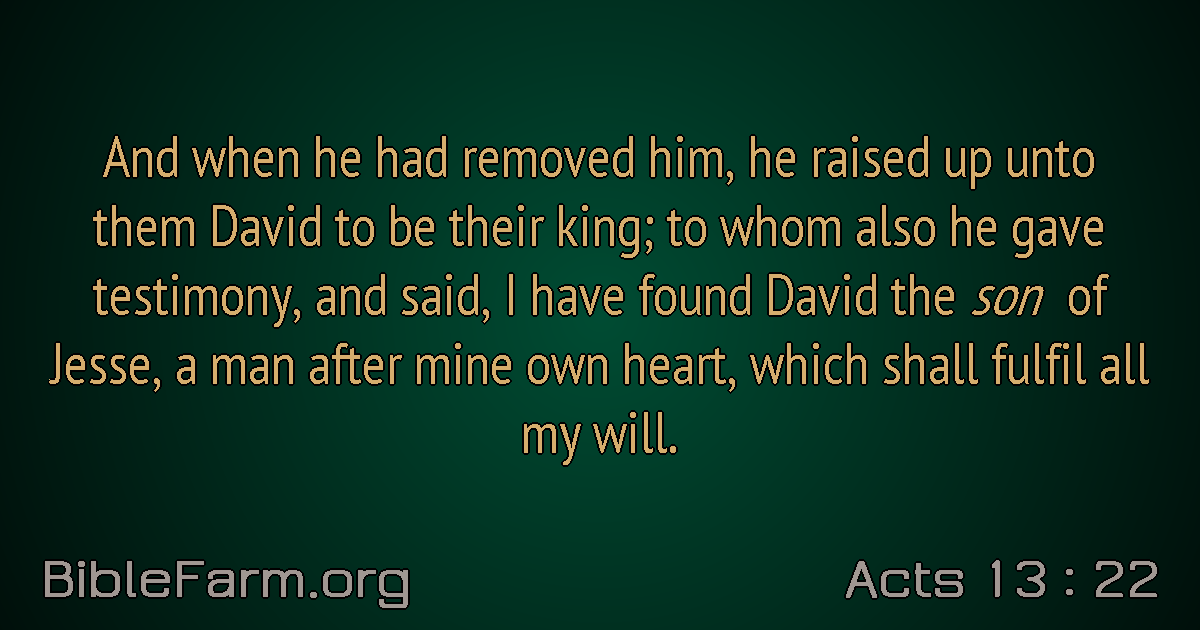 And when he had removed him, he raised up unto
them David to be their king; to whom also he gave
testimony, and said, I have found David the son of
Jesse, a man after mine own heart, which shall fulfil all
my will.
BibleFarm.org
Acts 13 : 22